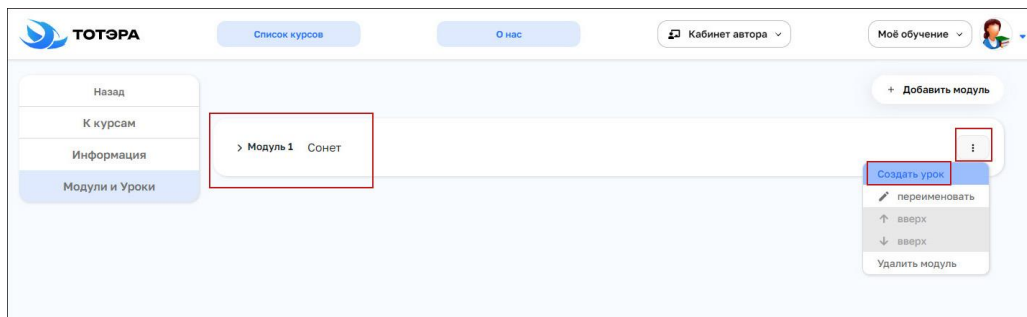 ТОТЭРА
Список курсов
О нас
Кабинет автора
Моё обучение
Назад
К курсам
Информация
Модули и Уроки
+ Добавить модуль
Модуль 1 Сонет
Создать урок
переименовать
вверх
вверх
Удалить модуль